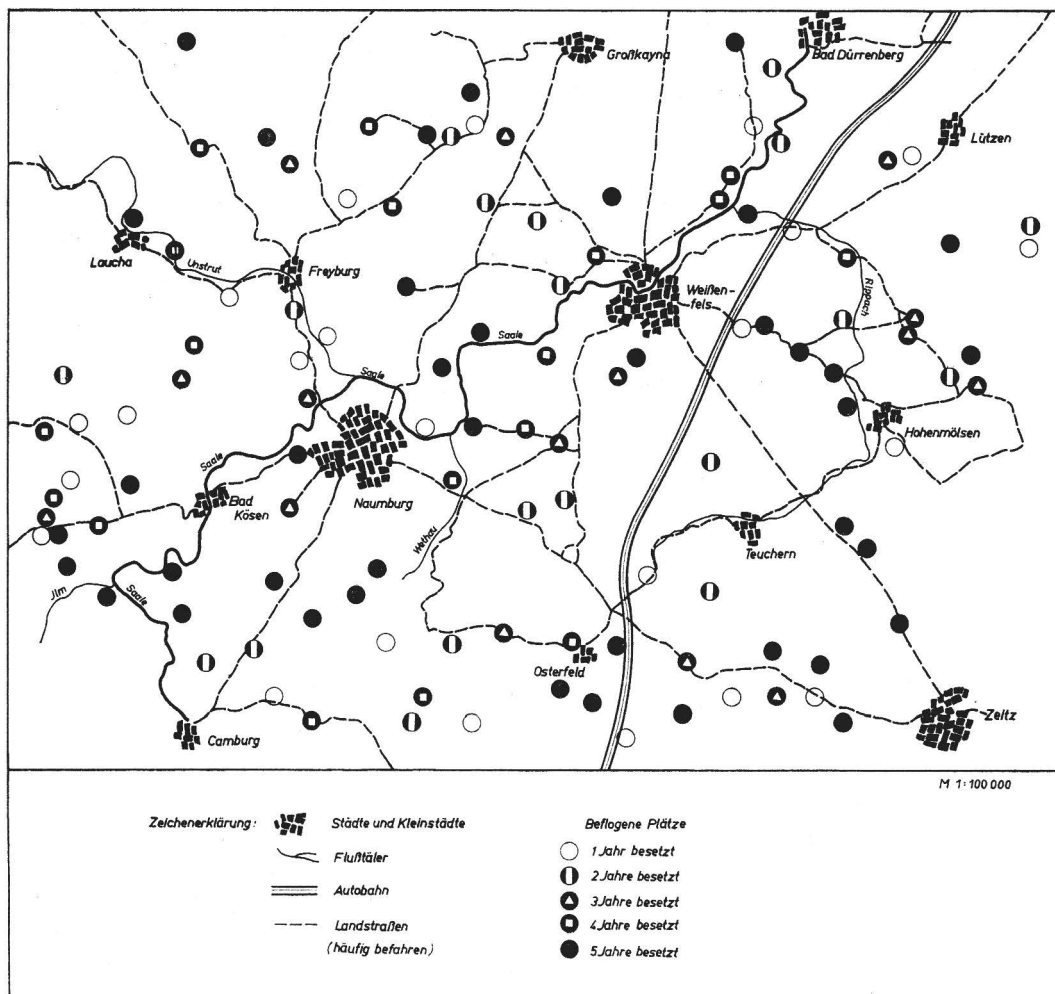 Großkayna
Bad Dürrenberg
Lützen
Laucha
Unstrut
Freyburg
Weißen-
fels
Rippach
Saale
Saale
Hohenmölsen
Saale
Naumburg
Bad
Kösen
Wethau
Teuchern
Jlm
Saale
Osterfeld
Camburg
Zeitz
M 1:100 000
Zeichenerklärung:
Städte und Kleinstädte
Flußtäler
Autobahn
Landstraßen
(häufig befahren)
Beflogene Plätze
1 Jahr besetzt
2 Jahre besetzt
3 Jahre besetzt
4 Jahre besetzt
5 Jahre besetzt